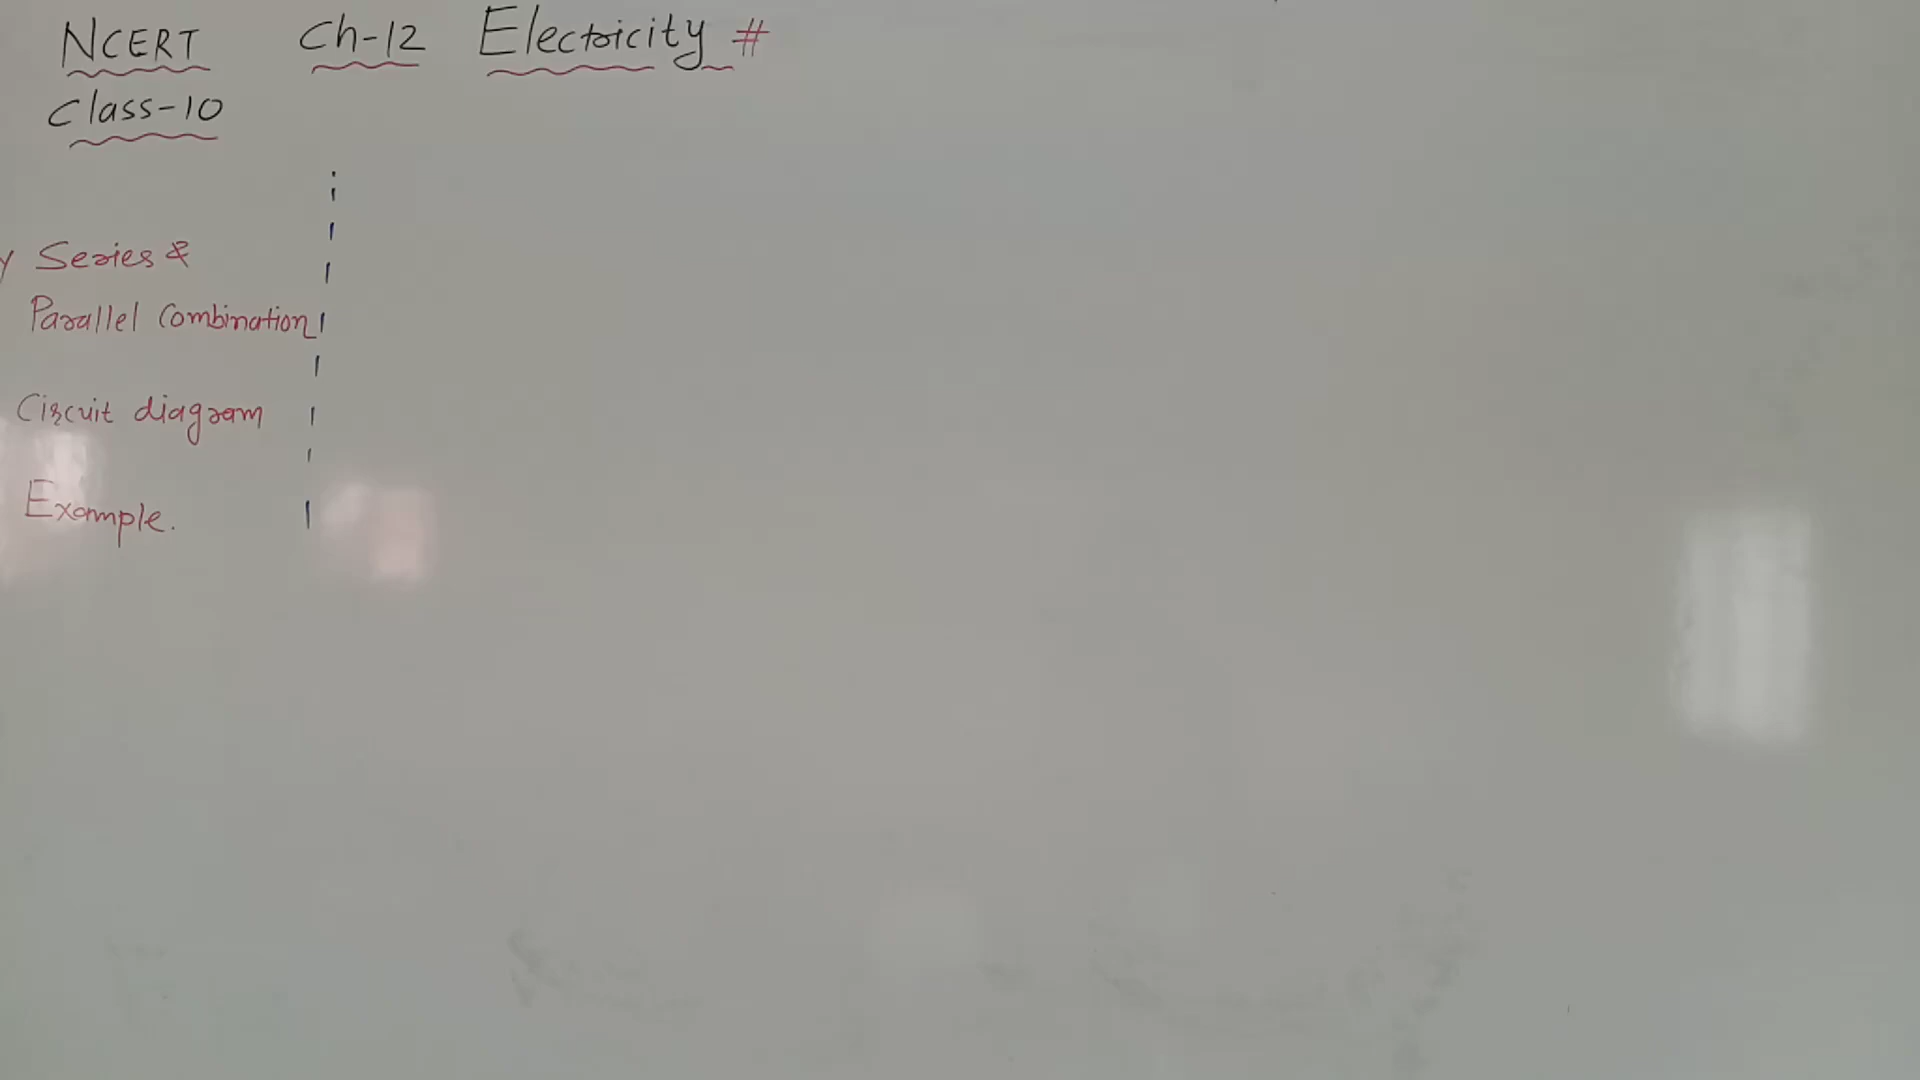 NCERT Ch-12 Electricity #
Class-10
Series &
Parallel Combination
Circuit diagram
Example.